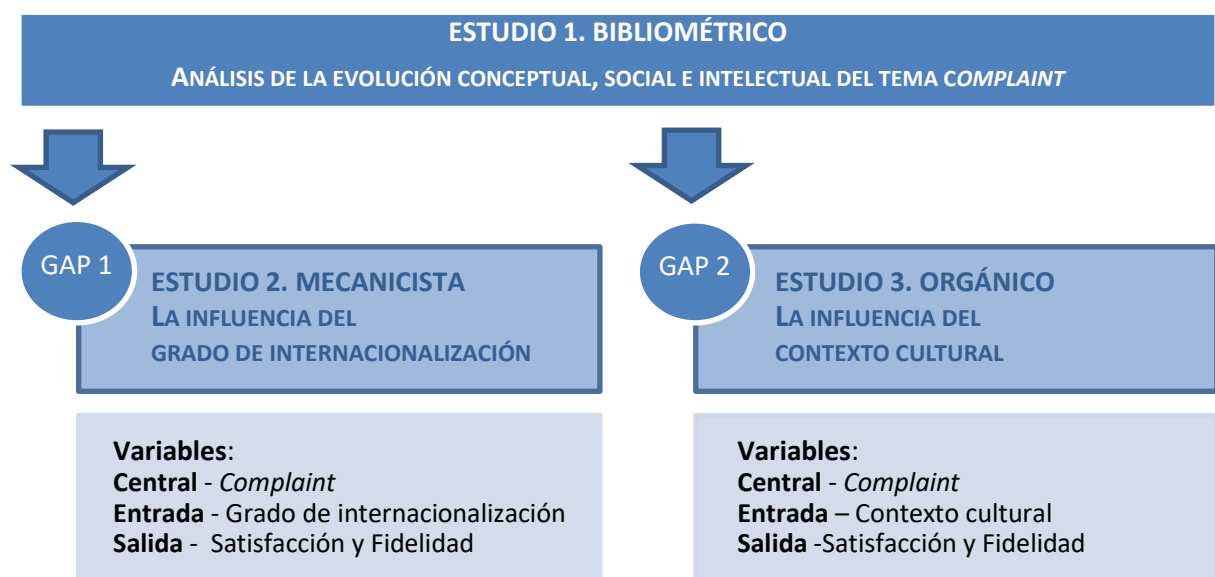 ESTUDIO 1. BIBLIOMÉTRICO
ANÁLISIS DE LA EVOLUCIÓN CONCEPTUAL, SOCIAL E INTELECTUAL DEL TEMA COMPLAINT
GAP 1
ESTUDIO 2. MECANICISTA
LA INFLUENCIA DEL
GRADO DE INTERNACIONALIZACIÓN
Variables:
Central - Complaint
Entrada - Grado de internacionalización
Salida - Satisfacción y Fidelidad
GAP 2
ESTUDIO 3. ORGÁNICO
LA INFLUENCIA DEL
CONTEXTO CULTURAL
Variables:
Central - Complaint
Entrada – Contexto cultural
Salida -Satisfacción y Fidelidad